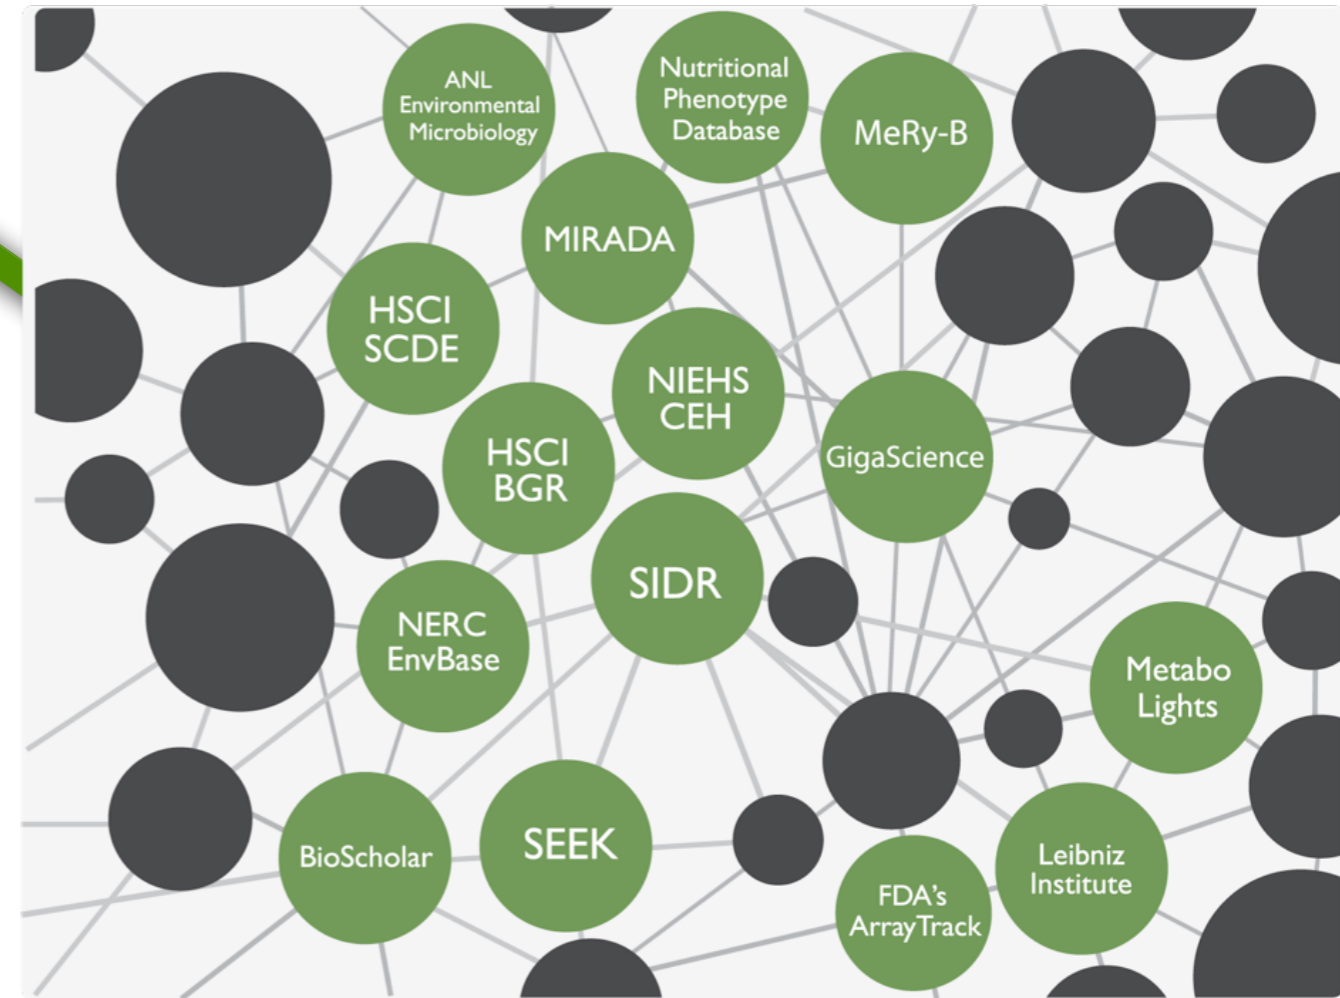 ANL
Environmental
Microbiology
Nutritional
Phenotype
Database
MeRy-B
MIRADA
HSCI
SCDE
NIEHS
CEH
HSCI
BGR
GigaScience
SIDR
NERC
EnvBase
Metabo
Lights
BioScholar
SEEK
Leibniz
Institute
FDA's
ArrayTrack